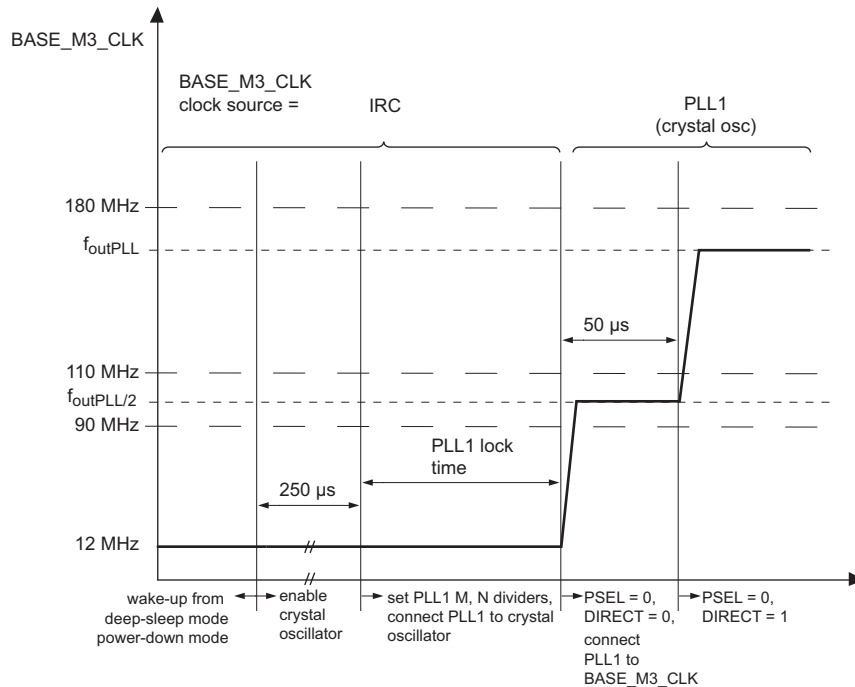 BASE_M3_CLK
BASE_M3_CLK
clock source =
IRC
PLL1
(crystal osc)
180 MHz
foutPLL
50 μs
110 MHz
foutPLL/2
90 MHz
PLL1 lock
time
250 μs
12 MHz
wake-up from
deep-sleep mode
power-down mode
enable
crystal
oscillator
set PLL1 M, N dividers,
connect PLL1 to crystal
oscillator
PSEL = 0,
DIRECT = 0,
connect
PLL1 to
BASE_M3_CLK
PSEL = 0,
DIRECT = 1